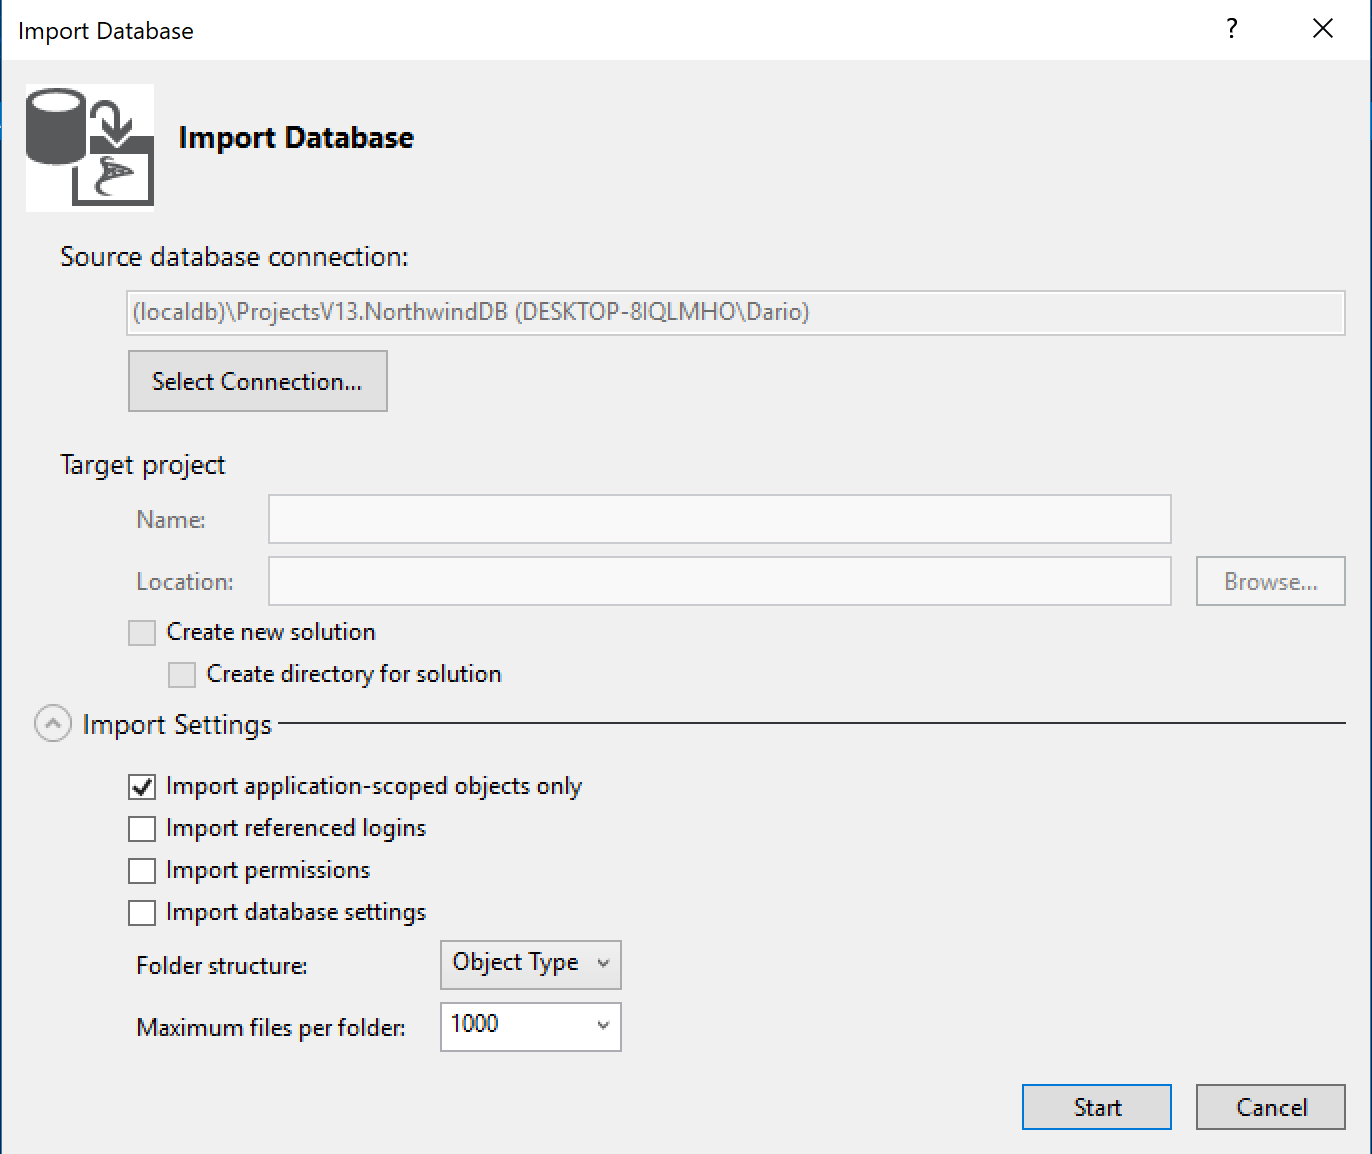 Import Database
?
Import Database
Source database connection:
(localdb)\ProjectsV13.NorthwindDB (DESKTOP-8IQLMHO\Dario)
Select Connection...
Target project
Name:
Location:
Browse...
Create new solution
Create directory for solution
Import Settings
Import application-scoped objects only
Import referenced logins
Import permissions
Import database settings
Folder structure: Object Type
Maximum files per folder: 1000
Start Cancel